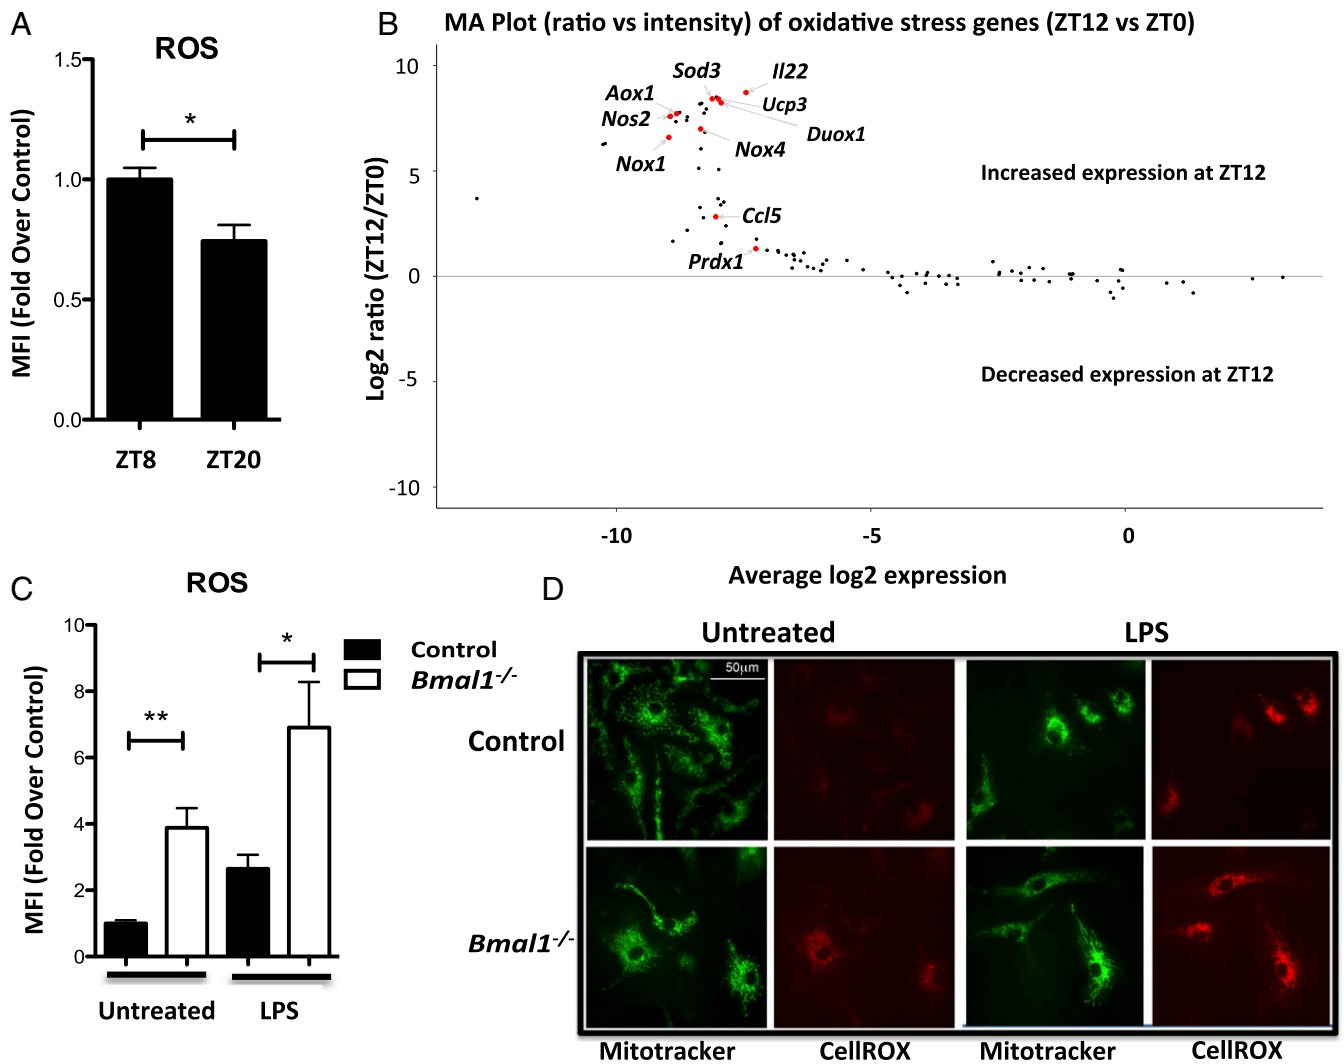 A
ROS
MFI (Fold Over Control)
1.5
1.0
0.5
0.0
*
ZT8
ZT20
B
MA Plot (ratio vs intensity) of oxidative stress genes (ZT12 vs ZT0)
Log2 ratio (ZT12/ZT0)
10
5
0
-5
-10
Sod3
Il22
Aox1
Ucp3
Nos2
Duox1
Nox1
Nox4
Ccl5
Prdx1
Increased expression at ZT12
Decreased expression at ZT12
-10
-5
0
Average log2 expression
C
ROS
MFI (Fold Over Control)
10
8
6
4
2
0
**
*
Control
Bmal1-/-
Untreated
LPS
D
Untreated
LPS
50µm
Control
Bmal1-/-
Mitotracker
CellROX
Mitotracker
CellROX